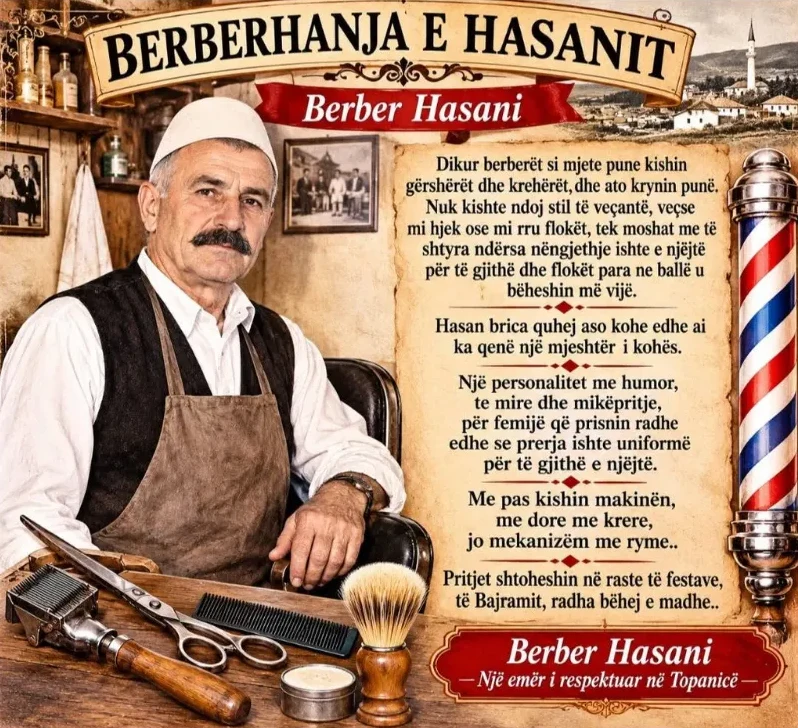 BERBERHANJA E HASANIT
Berber Hasani
Dikur berberët si mjete pune kishin
gërshërët dhe krehërët, dhe ato krynin punë.
Nuk kishte ndoj stil të veçantë, veçse
mi hjek ose mi rru flokët, tek moshat me të
shtyra ndërsa nëngjethje ishte e njëjtë
për të gjithë dhe flokët para ne ballë u
bëheshin më vijë.
Hasan brica quhej aso kohe edhe ai
ka qenë një mjeshtër i kohës.
Një personalitet me humor,
te mire dhe mikëpritje,
për femijë që prisnin radhe
edhe se prerja ishte uniformë
për të gjithë e njëjtë.
Me pas kishin makinën,
me dore me krere,
jo mekanizëm me ryme..
Pritjet shtoheshin në raste të festave,
të Bajramit, radha bëhej e madhe..
Berber Hasani
— Një emër i respektuar në Topanicë —